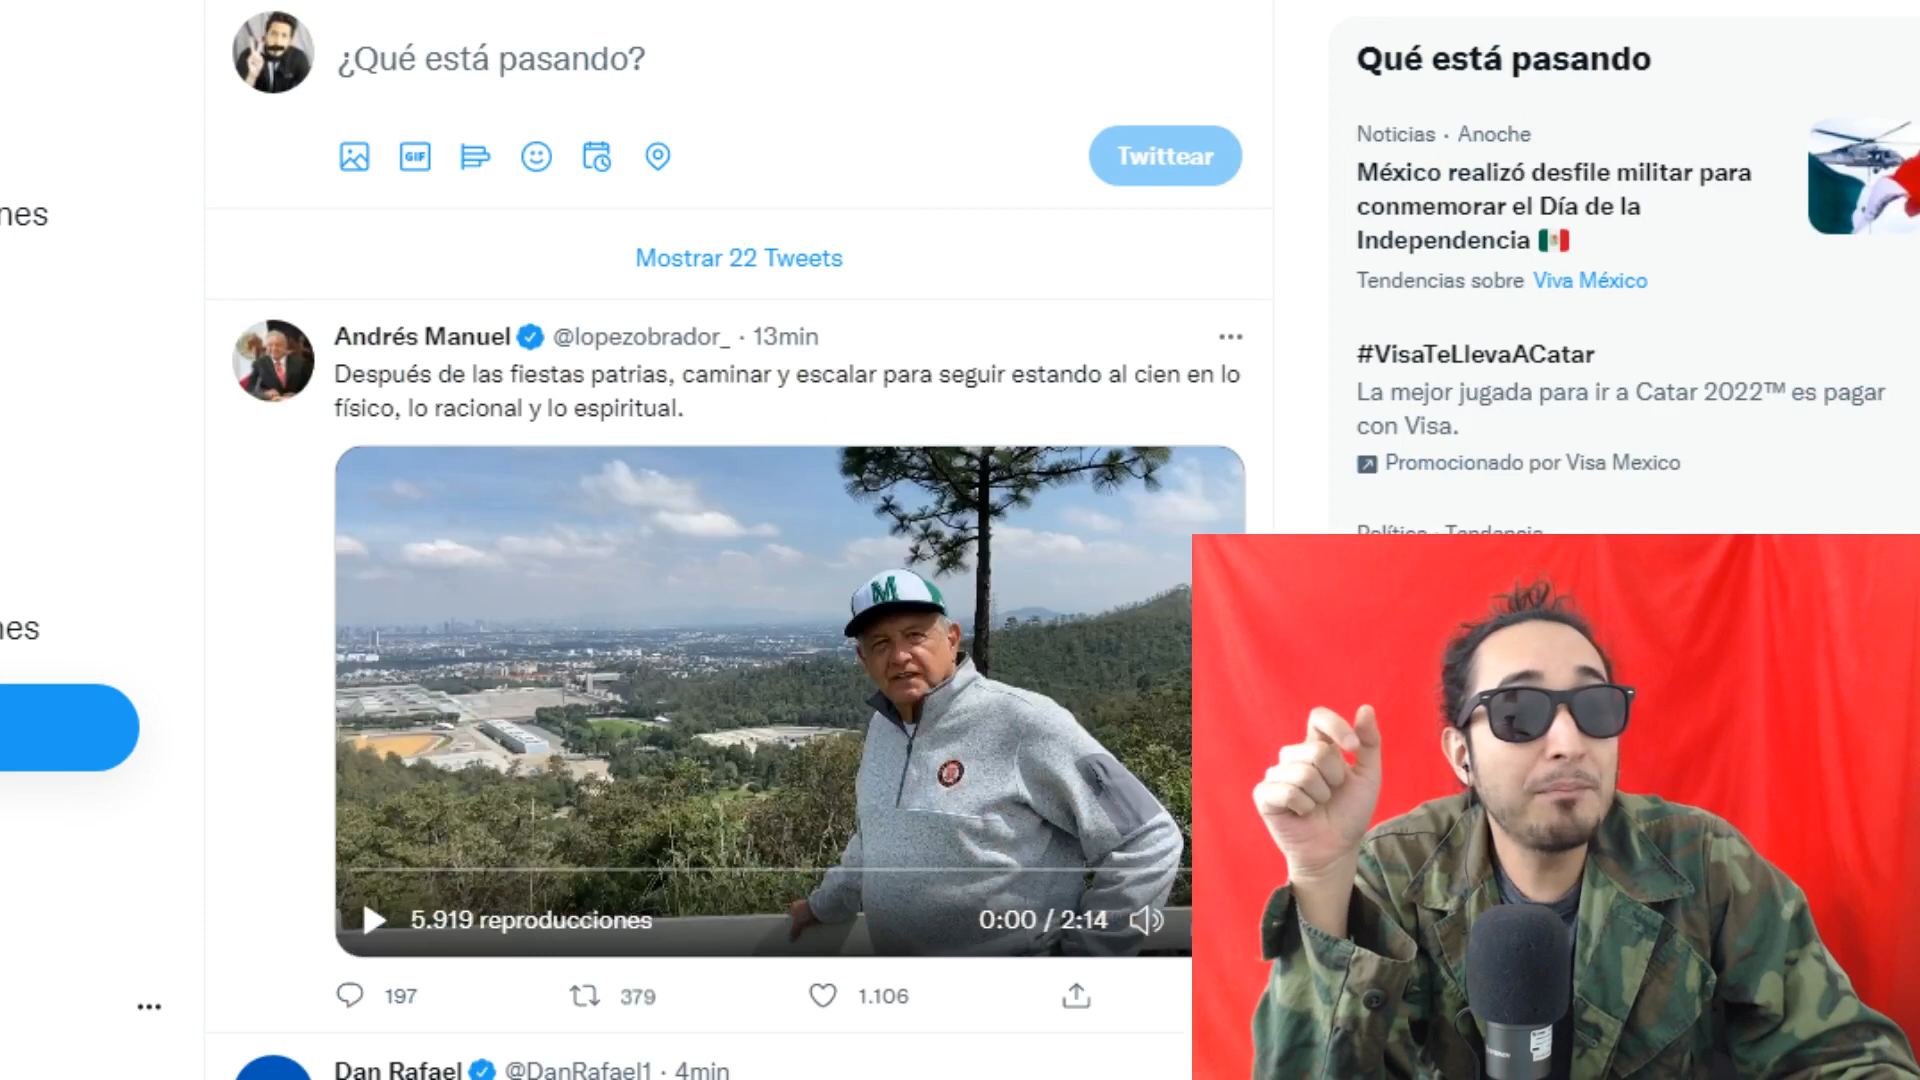 nes
nes
¿Qué está pasando?
GIF
Twittear
Mostrar 22 Tweets
Andrés Manuel @lopezobrador_ · 13min
Después de las fiestas patrias, caminar y escalar para seguir estando al cien en lo
físico, lo racional y lo espiritual.
M
5.919 reproducciones
0:00 / 2:14
197
379
1.106
Dan Rafael @DanRafael1 · 4min
Qué está pasando
Noticias · Anoche
México realizó desfile militar para
conmemorar el Día de la
Independencia
Tendencias sobre Viva México
#VisaTeLlevaACatar
La mejor jugada para ir a Catar 2022™ es pagar
con Visa.
Promocionado por Visa Mexico
Política · Tendencia